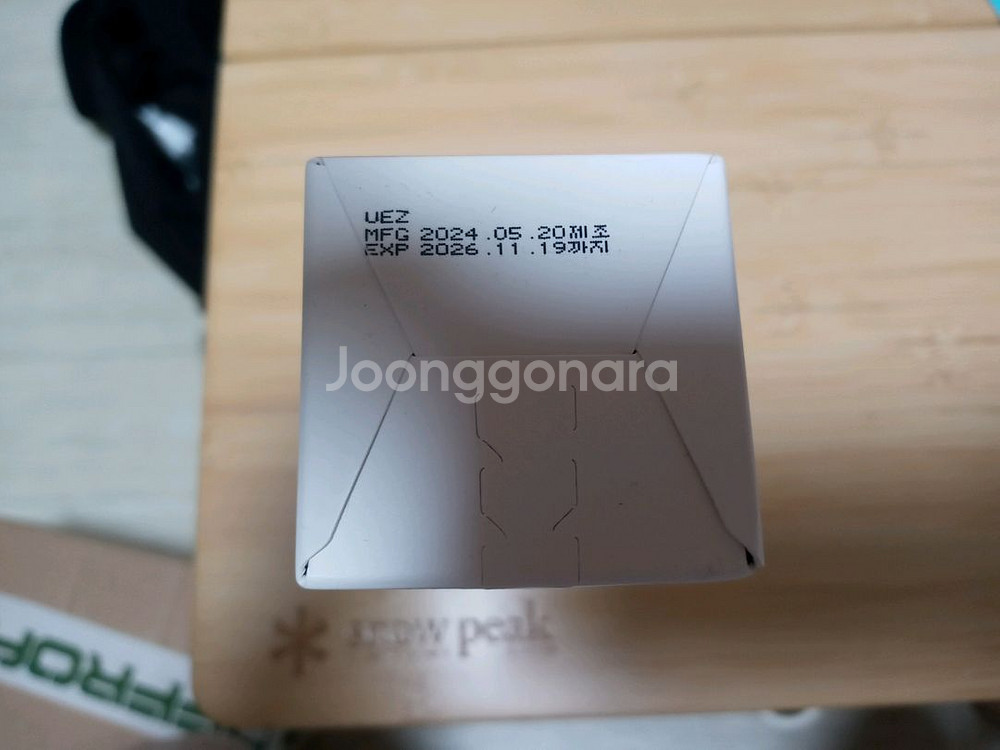 UEZ
MFG 2024.05.20제조
EXP 2026.11.19까지
Joonggonara
snow peak